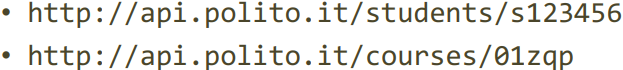 • http://api.polito.it/students/s123456
• http://api.polito.it/courses/01zqp